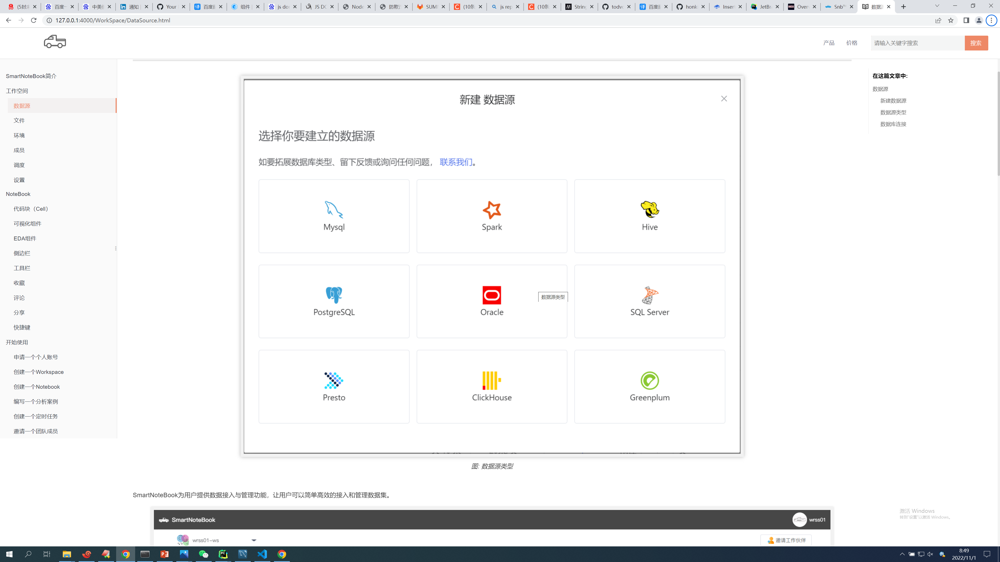 (5封未
百度一
中美俄
通知 |
Your
百度翻
组件 |
js dor
JS DO
Node
防欺诈
SUMM
(10条
js rep
(10条
String
todvo
百度翻
honki
Insert
JetBra
Overv
Snb™
数据源
127.0.0.1:4000/WorkSpace/DataSource.html
产品
价格
请输入关键字搜索
搜索
SmartNoteBook简介
工作空间
数据源
文件
环境
成员
调度
设置
NoteBook
代码块（Cell）
可视化组件
EDA组件
侧边栏
工具栏
收藏
评论
分享
快捷键
开始使用
申请一个个人账号
创建一个Workspace
创建一个Notebook
编写一个分析案例
创建一个定时任务
邀请一个团队成员
新建 数据源
选择你要建立的数据源
如要拓展数据库类型、留下反馈或询问任何问题， 联系我们。
Mysql
Spark
Hive
PostgreSQL
Oracle
数据源类型
SQL Server
Presto
ClickHouse
Greenplum
图: 数据源类型
SmartNoteBook为用户提供数据接入与管理功能，让用户可以简单高效的接入和管理数据集。
SmartNoteBook
wrss01
wrss01-ws
邀请工作伙伴
在这篇文章中:
数据源
新建数据源
数据源类型
数据库连接
激活 Windows
转到"设置"以激活 Windows。
8:49
2022/11/1